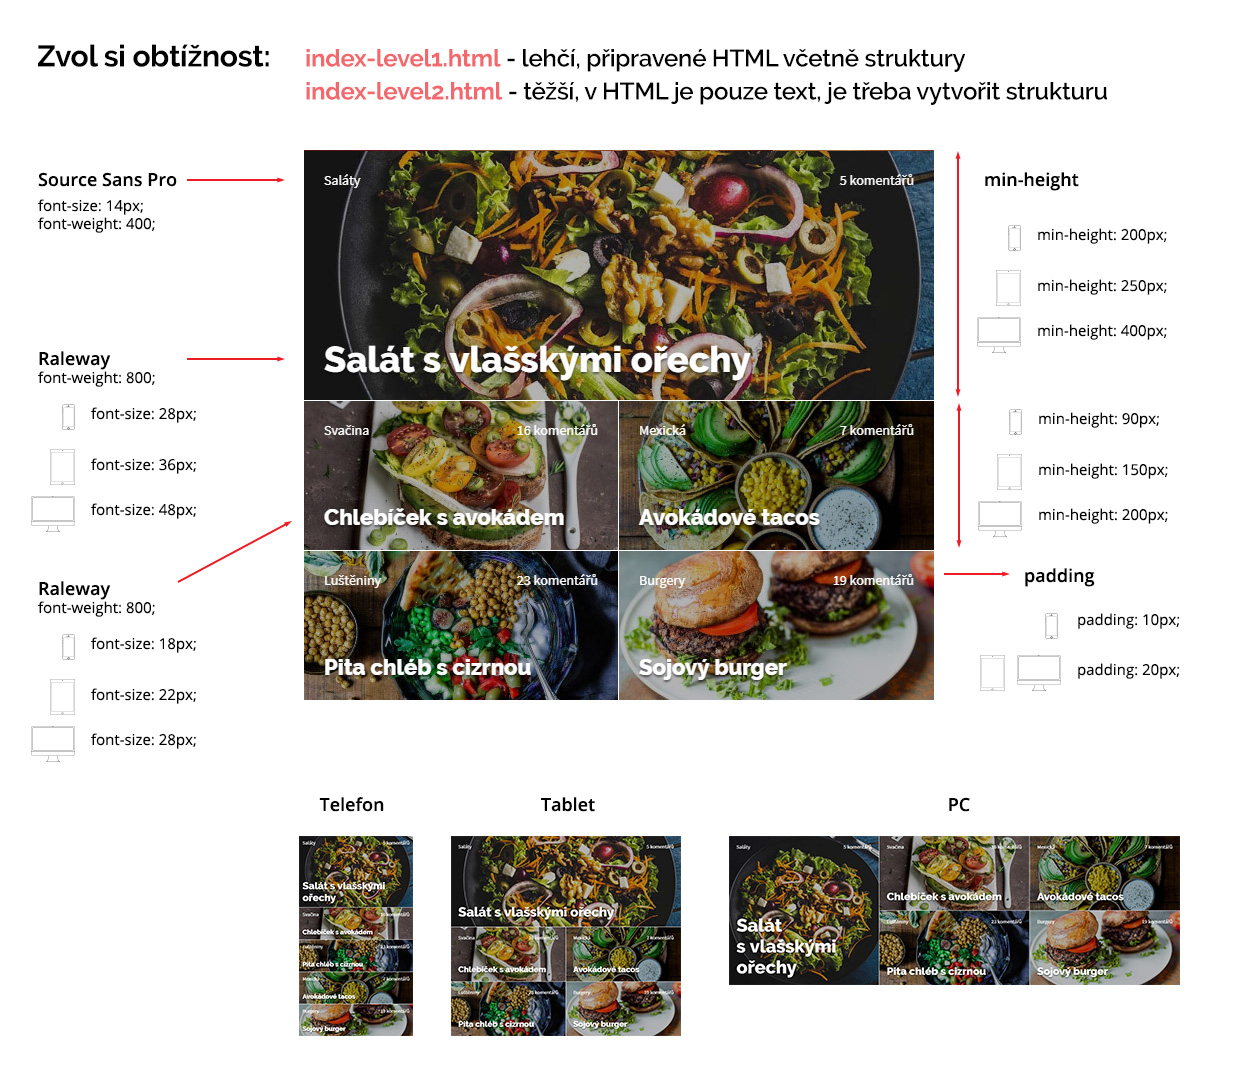 Zvol si obtížnost:
index-level1.html - lehčí, připravené HTML včetně struktury
index-level2.html - těžší, v HTML je pouze text, je třeba vytvořit strukturu
Source Sans Pro
font-size: 14px;
font-weight: 400;
Raleway
font-weight: 800;
font-size: 28px;
font-size: 36px;
font-size: 48px;
Raleway
font-weight: 800;
font-size: 18px;
font-size: 22px;
font-size: 28px;
Saláty
5 komentářů
Salát s vlašskými ořechy
Svačina
16 komentářů
Chlebíček s avokádem
Mexická
7 komentářů
Avokádové tacos
Luštěniny
23 komentářů
Pita chléb s cizrnou
Burgery
19 komentářů
Sojový burger
min-height
min-height: 200px;
min-height: 250px;
min-height: 400px;
min-height: 90px;
min-height: 150px;
min-height: 200px;
padding
padding: 10px;
padding: 20px;
Telefon
Saláty
5 komentářů
Salát s vlašskými
ořechy
Svačina
16 komentářů
Chlebíček s avokádem
Luštěniny
23 komentářů
Pita chléb s cizrnou
Mexická
7 komentářů
Avokádové tacos
Burgery
19 komentářů
Sojový burger
Tablet
Saláty
5 komentářů
Salát s vlašskými ořechy
Svačina
16 komentářů
Chlebíček s avokádem
Mexická
7 komentářů
Avokádové tacos
Luštěniny
23 komentářů
Pita chléb s cizrnou
Burgery
19 komentářů
Sojový burger
PC
Saláty
5 komentářů
Salát
s vlašskými
ořechy
Svačina
16 komentářů
Chlebíček s avokádem
Mexická
7 komentářů
Avokádové tacos
Luštěniny
23 komentářů
Pita chléb s cizrnou
Burgery
19 komentářů
Sojový burger